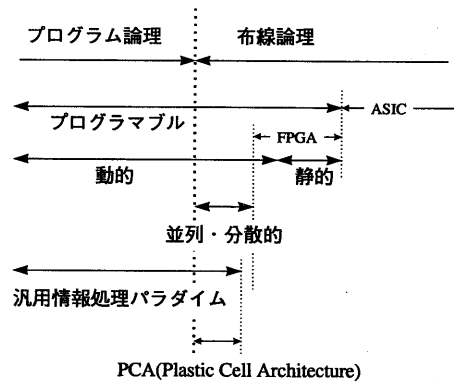 プログラム論理 布線論理
ASIC
プログラマブル
FPGA
動的 静的
並列・分散的
汎用情報処理パラダイム
PCA(Plastic Cell Architecture)